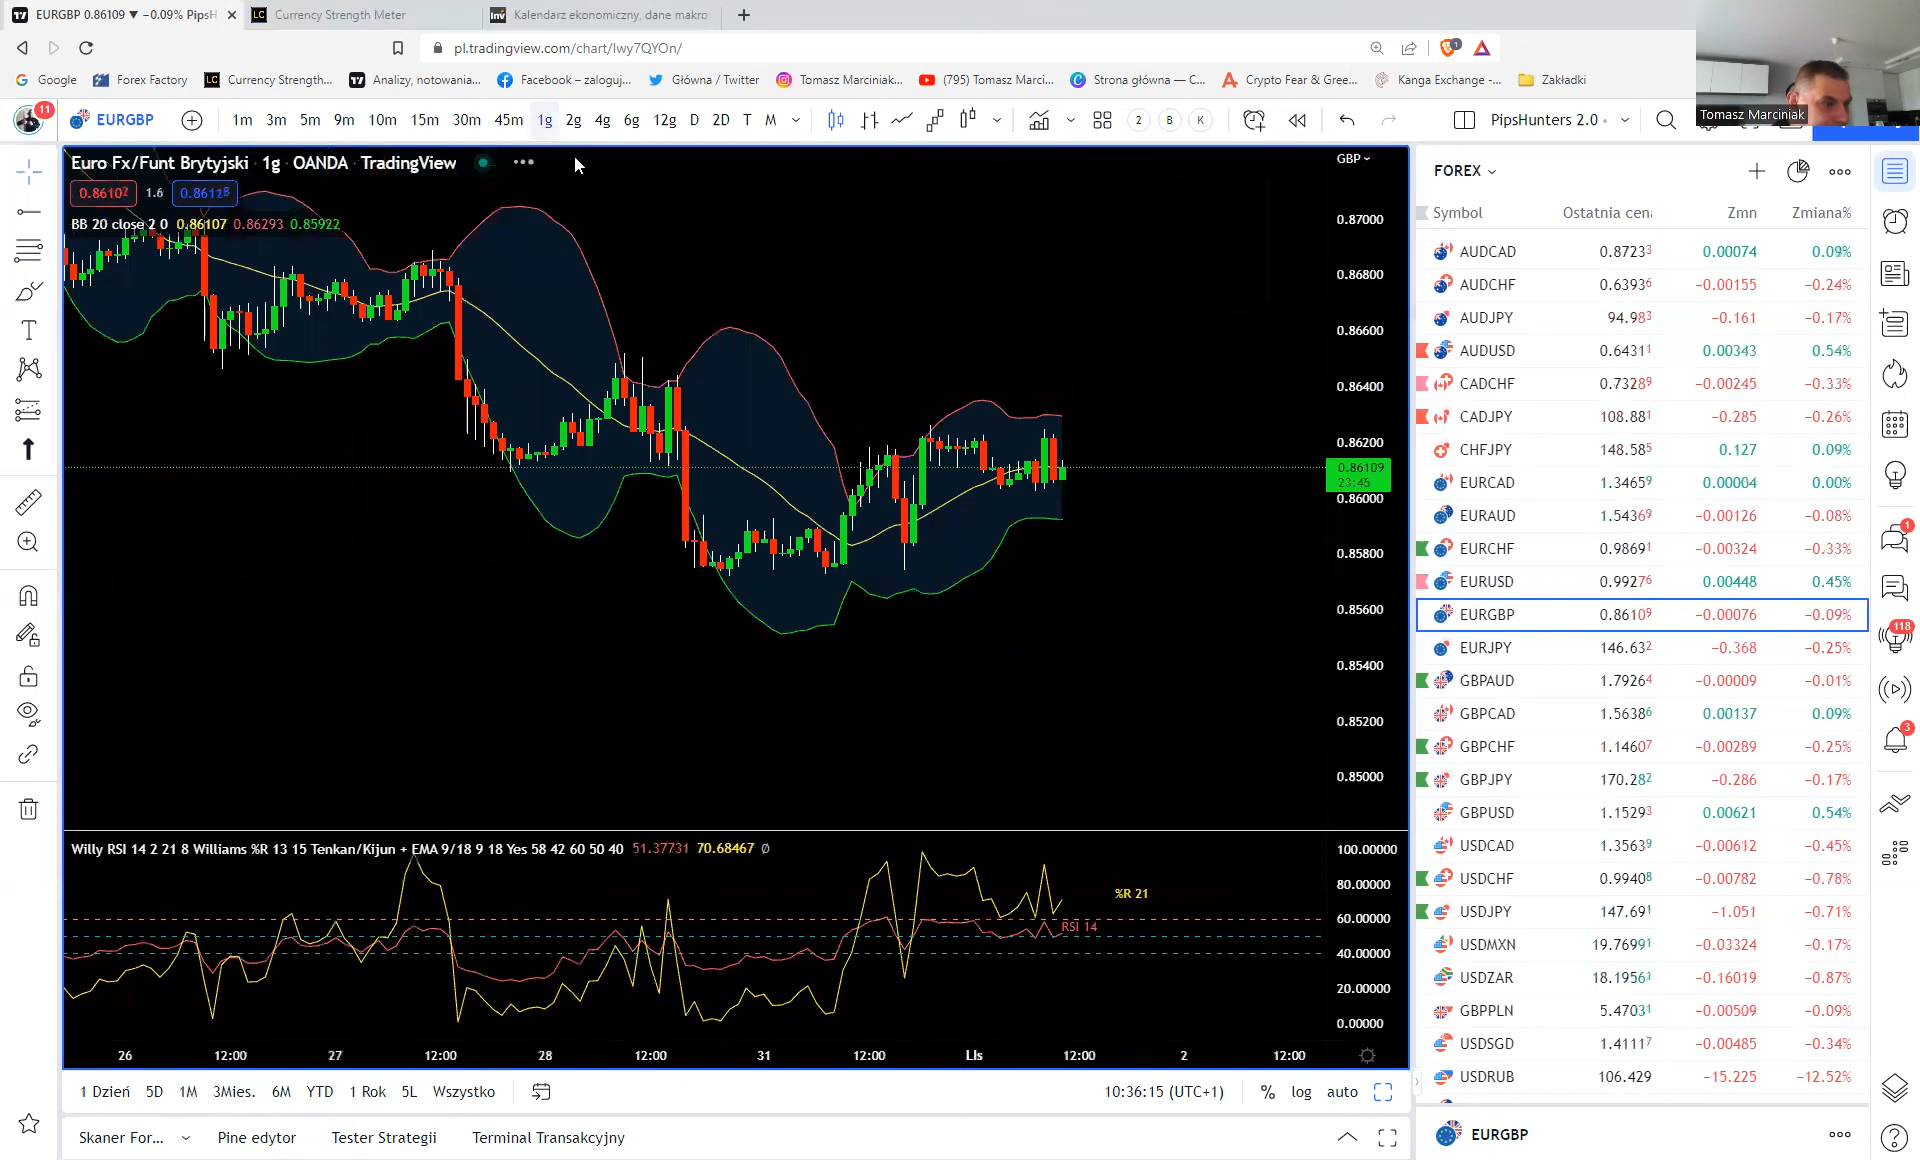 EURGBP 0.86109 ▼ −0.09% PipsH
Currency Strength Meter
Kalendarz ekonomiczny, dane makro
pl.tradingview.com/chart/Iwy7QYOn/
Google
Forex Factory
Currency Strength...
Analizy, notowania...
Facebook – zaloguj...
Główna / Twitter
Tomasz Marciniak...
(795) Tomasz Marci...
Strona główna — C...
Crypto Fear & Gree...
Kanga Exchange -...
Zakładki
Tomasz Marciniak
11
EURGBP
1m 3m 5m 9m 10m 15m 30m 45m 1g 2g 4g 6g 12g D 2D T M
2 B K
PipsHunters 2.0
Euro Fx/Funt Brytyjski · 1g · OANDA · TradingView
0.86102 1.6 0.86118
BB 20 close 2 0 0.86107 0.86293 0.85922
GBP
0.87000
0.86800
0.86600
0.86400
0.86200
0.86109
23:45
0.86000
0.85800
0.85600
0.85400
0.85200
0.85000
Willy RSI 14 2 21 8 Williams %R 13 15 Tenkan/Kijun + EMA 9/18 9 18 Yes 58 42 60 50 40 51.37731 70.68467 Ø
100.00000
80.00000
60.00000
40.00000
20.00000
0.00000
%R 21
RSI 14
26 12:00 27 12:00 28 12:00 31 12:00 Lis 12:00 2 12:00
1 Dzień 5D 1M 3Mies. 6M YTD 1 Rok 5L Wszystko
10:36:15 (UTC+1) % log auto
Skaner For... Pine edytor Tester Strategii Terminal Transakcyjny
FOREX
Symbol Ostatnia cena Zmn Zmiana%
AUDCAD 0.87233 0.00074 0.09%
AUDCHF 0.63936 −0.00155 −0.24%
AUDJPY 94.983 −0.161 −0.17%
AUDUSD 0.64311 0.00343 0.54%
CADCHF 0.73289 −0.00245 −0.33%
CADJPY 108.881 −0.285 −0.26%
CHFJPY 148.585 0.127 0.09%
EURCAD 1.34659 0.00004 0.00%
EURAUD 1.54369 −0.00126 −0.08%
EURCHF 0.98691 −0.00324 −0.33%
EURUSD 0.99276 0.00448 0.45%
EURGBP 0.86109 −0.00076 −0.09%
EURJPY 146.632 −0.368 −0.25%
GBPAUD 1.79264 −0.00009 −0.01%
GBPCAD 1.56386 0.00137 0.09%
GBPCHF 1.14607 −0.00289 −0.25%
GBPJPY 170.282 −0.286 −0.17%
GBPUSD 1.15293 0.00621 0.54%
USDCAD 1.35639 −0.00612 −0.45%
USDCHF 0.99408 −0.00782 −0.78%
USDJPY 147.691 −1.051 −0.71%
USDMXN 19.76991 −0.03324 −0.17%
USDZAR 18.19561 −0.16019 −0.87%
GBPPLN 5.47031 −0.00509 −0.09%
USDSGD 1.41117 −0.00485 −0.34%
USDRUB 106.429 −15.225 −12.52%
EURGBP
1
118
3